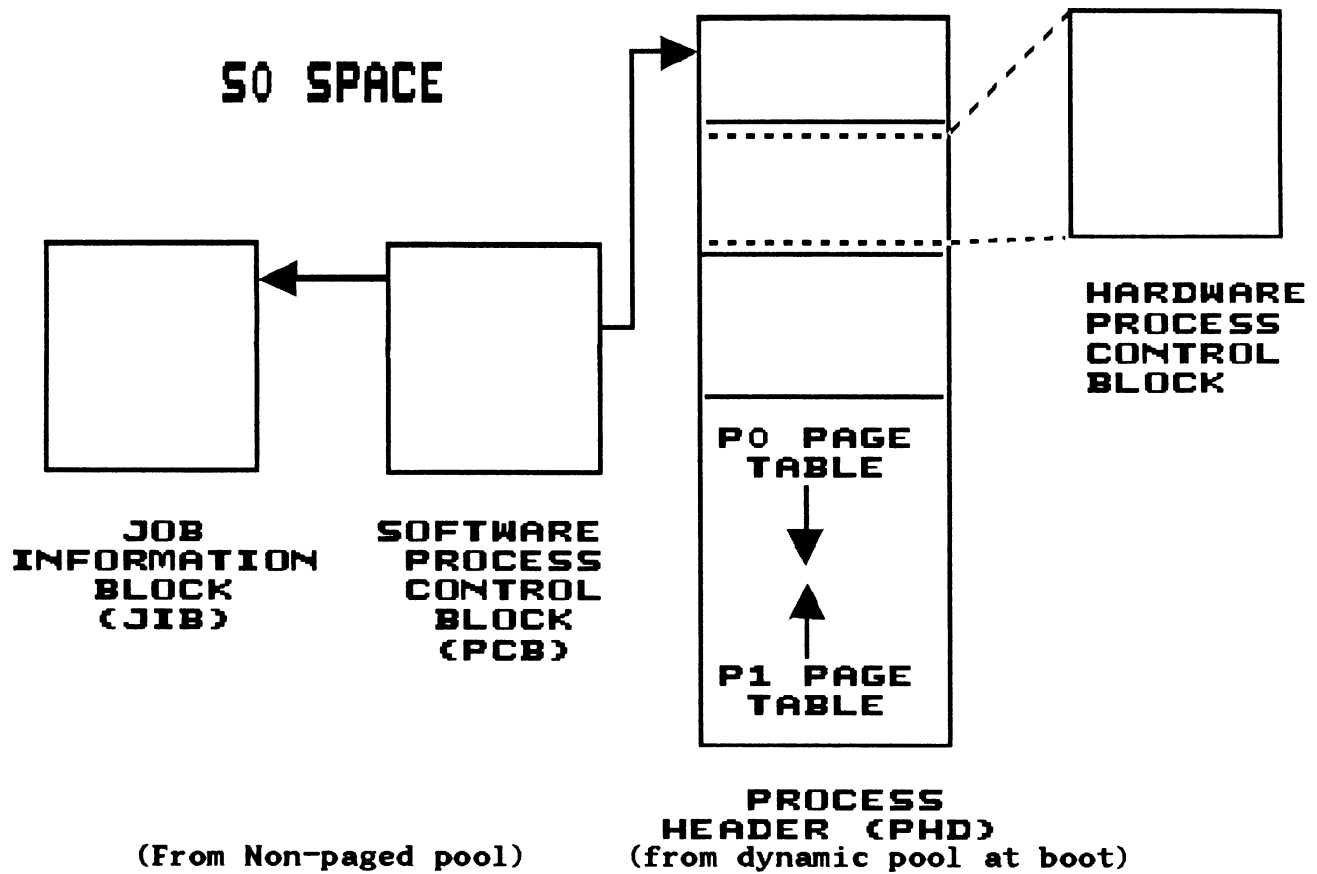 S0 SPACE
HARDWARE
PROCESS
CONTROL
BLOCK
P0 PAGE
TABLE
P1 PAGE
TABLE
JOB
INFORMATION
BLOCK
(JIB)
SOFTWARE
PROCESS
CONTROL
BLOCK
(PCB)
PROCESS
HEADER (PHD)
(From Non-paged pool)
(from dynamic pool at boot)